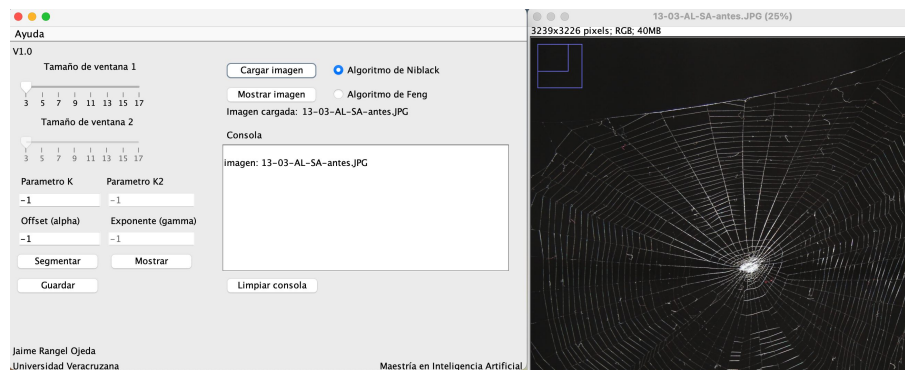 13-03-AL-SA-antes.JPG (25%)
3239x3226 pixels; RGB; 40MB
Ayuda
V1.0
Tamaño de ventana 1
3 5 7 9 11 13 15 17
Tamaño de ventana 2
3 5 7 9 11 13 15 17
Parametro K Parametro K2
-1 -1
Offset (alpha) Exponente (gamma)
-1 -1
Segmentar Mostrar
Guardar
Cargar imagen Algoritmo de Niblack
Mostrar imagen Algoritmo de Feng
Imagen cargada: 13-03-AL-SA-antes.JPG
Consola
imagen: 13-03-AL-SA-antes.JPG
Limpiar consola
Jaime Rangel Ojeda
Universidad Veracruzana Maestría en Inteligencia Artificial